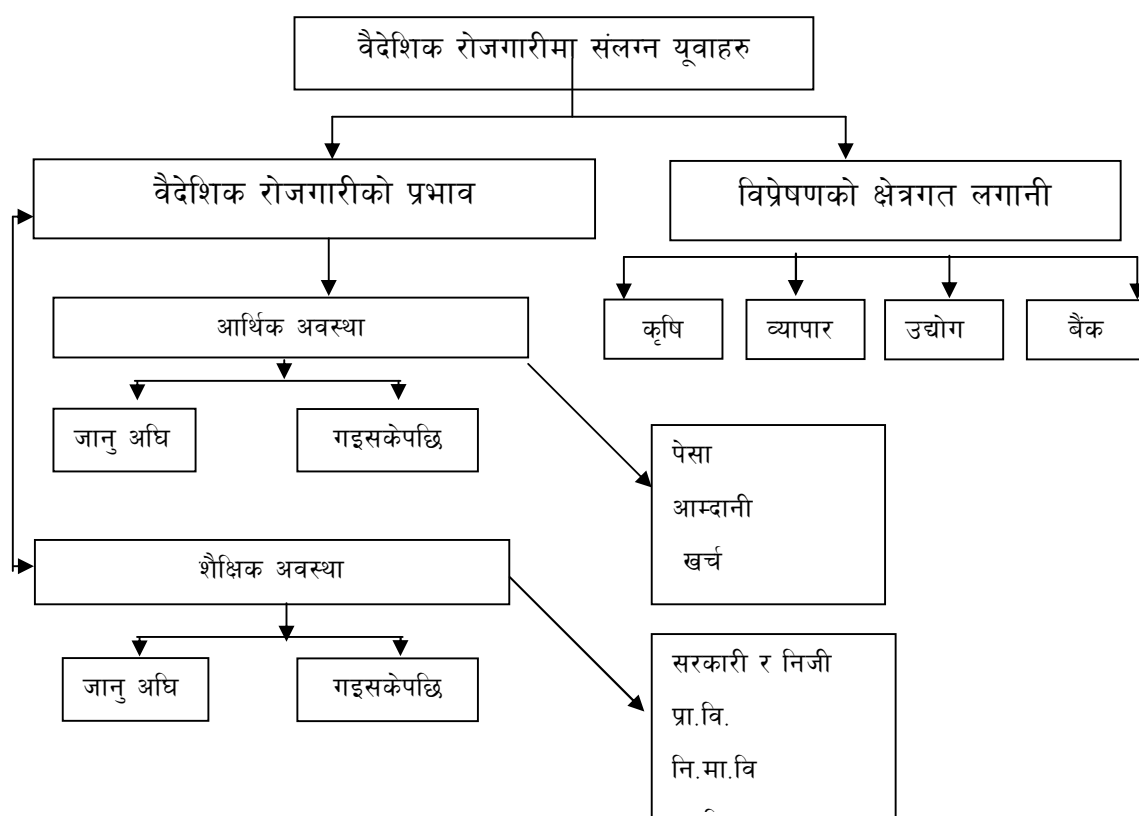 वैदेशिक रोजगारीमा संलग्न यूवाहरु
वैदेशिक रोजगारीको प्रभाव
विप्रेषणको क्षेत्रगत लगानी
आर्थिक अवस्था
कृषि
व्यापार
उद्योग
बैंक
जानु अघि
गइसकेपछि
पेसा
आम्दानी
खर्च
शैक्षिक अवस्था
जानु अघि
गइसकेपछि
सरकारी र निजी
प्रा.वि.
नि.मा.वि